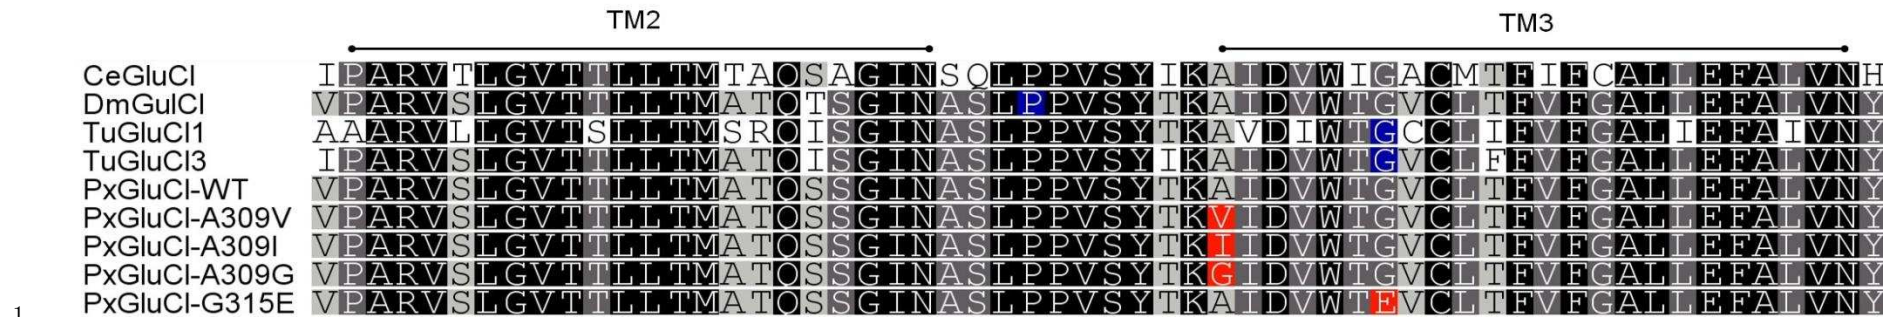 TM2 TM3
CeGluCl IPARVTLGVTTLLTMTAQSAGINSQLPPVSYIKAIDVWIGACMTFIFCALLEFALVNH
DmGulCl VPARVSLGVTTLLTMATQTSGINASLPPVSYTKAIDVWTGVCLTFVFGALLEFALVNY
TuGluCl1 AAARVLLGVTSLLTMSRQISGINASLPPVSYTKAVDIWTGCCLIFVFGALIEFAIVNY
TuGluCl3 IPARVSLGVTTLLTMATQISGINASLPPVSYIKAIDVWTGVCLFFVFGALLEFALVNY
PxGluCl-WT VPARVSLGVTTLLTMATQSSGINASLPPVSYTKAIDVWTGVCLTFVFGALLEFALVNY
PxGluCl-A309V VPARVSLGVTTLLTMATQSSGINASLPPVSYTKVIDVWTGVCLTFVFGALLEFALVNY
PxGluCl-A309I VPARVSLGVTTLLTMATQSSGINASLPPVSYTKIIDVWTGVCLTFVFGALLEFALVNY
PxGluCl-A309G VPARVSLGVTTLLTMATQSSGINASLPPVSYTKGIDVWTGVCLTFVFGALLEFALVNY
1 PxGluCl-G315E VPARVSLGVTTLLTMATQSSGINASLPPVSYTKAIDVWTEVCLTFVFGALLEFALVNY